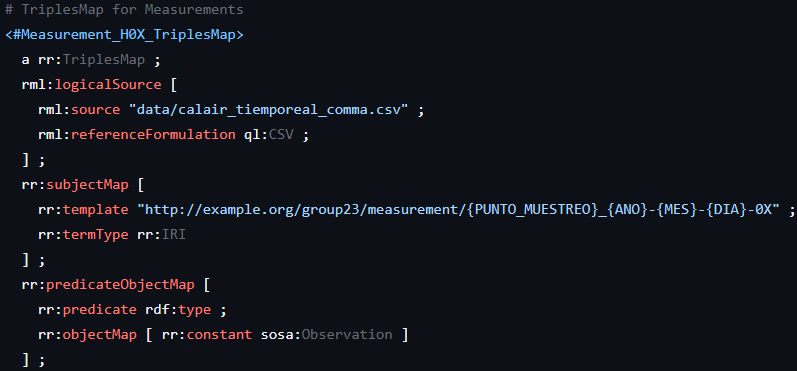 # TriplesMap for Measurements
<#Measurement_H0X_TriplesMap>
a rr:TriplesMap ;
rml:logicalSource [
rml:source "data/calair_tiemporeal_comma.csv" ;
rml:referenceFormulation ql:CSV ;
] ;
rr:subjectMap [
rr:template "http://example.org/group23/measurement/{PUNTO_MUESTREO}_{ANO}-{MES}-{DIA}-0X" ;
rr:termType rr:IRI
] ;
rr:predicateObjectMap [
rr:predicate rdf:type ;
rr:objectMap [ rr:constant sosa:Observation ]
] ;